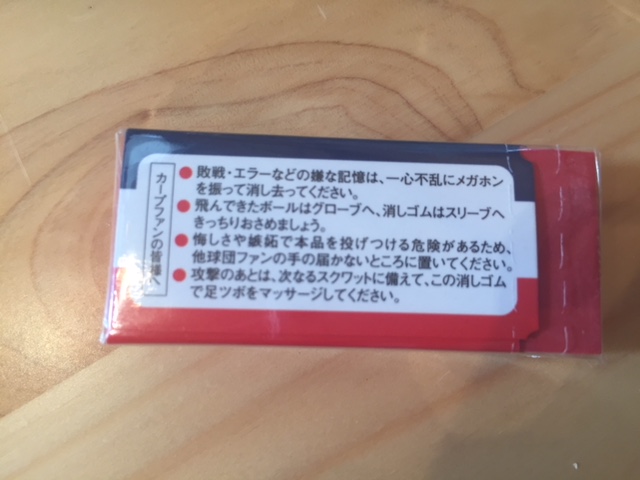 カープファンの皆様へ
●敗戦・エラーなどの嫌な記憶は、一心不乱にメガホン
を振って消し去ってください。
●飛んできたボールはグローブへ、消しゴムはスリーブへ
きっちりおさめましょう。
●悔しさや嫉妬で本品を投げつける危険があるため、
他球団ファンの手の届かないところに置いてください。
●攻撃のあとは、次なるスクワットに備えて、この消しゴム
で足ツボをマッサージしてください。